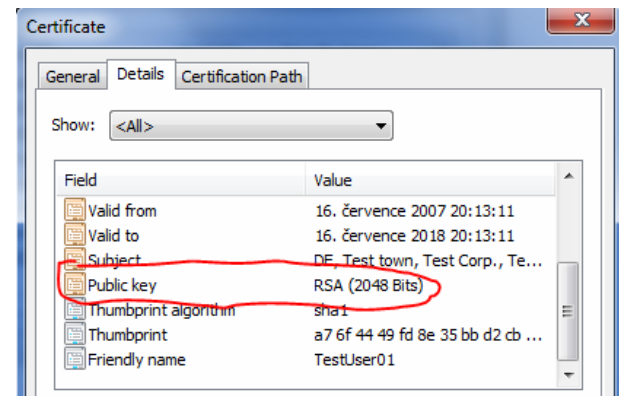 Certificate
General Details Certification Path
Show: <All>
Field Value
Valid from 16. července 2007 20:13:11
Valid to 16. července 2018 20:13:11
Subject DE, Test town, Test Corp., Te...
Public key RSA (2048 Bits)
Thumbprint algorithm sha1
Thumbprint a7 6f 44 49 fd 8e 35 bb d2 cb ...
Friendly name TestUser01